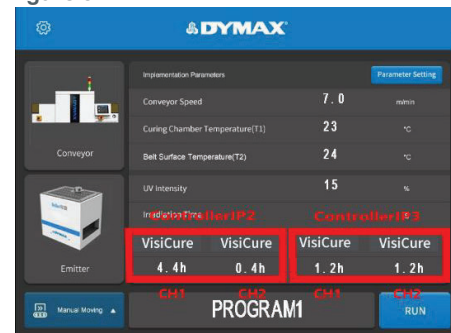 DYMAX
Implementation Parameters
Parameter Setting
Conveyor Speed 7.0 m/min
Curing Chamber Temperature(T1) 23 °C
Belt Surface Temperature(T2) 24 °C
Conveyor
UV Intensity 15 %
Irradiation Time
ControllerIP2 ControllerIP3
VisiCure VisiCure VisiCure VisiCure
4.4h 0.4h 1.2h 1.2h
Emitter
CH1 CH2 CH1 CH2
Manual Moving PROGRAM1 RUN